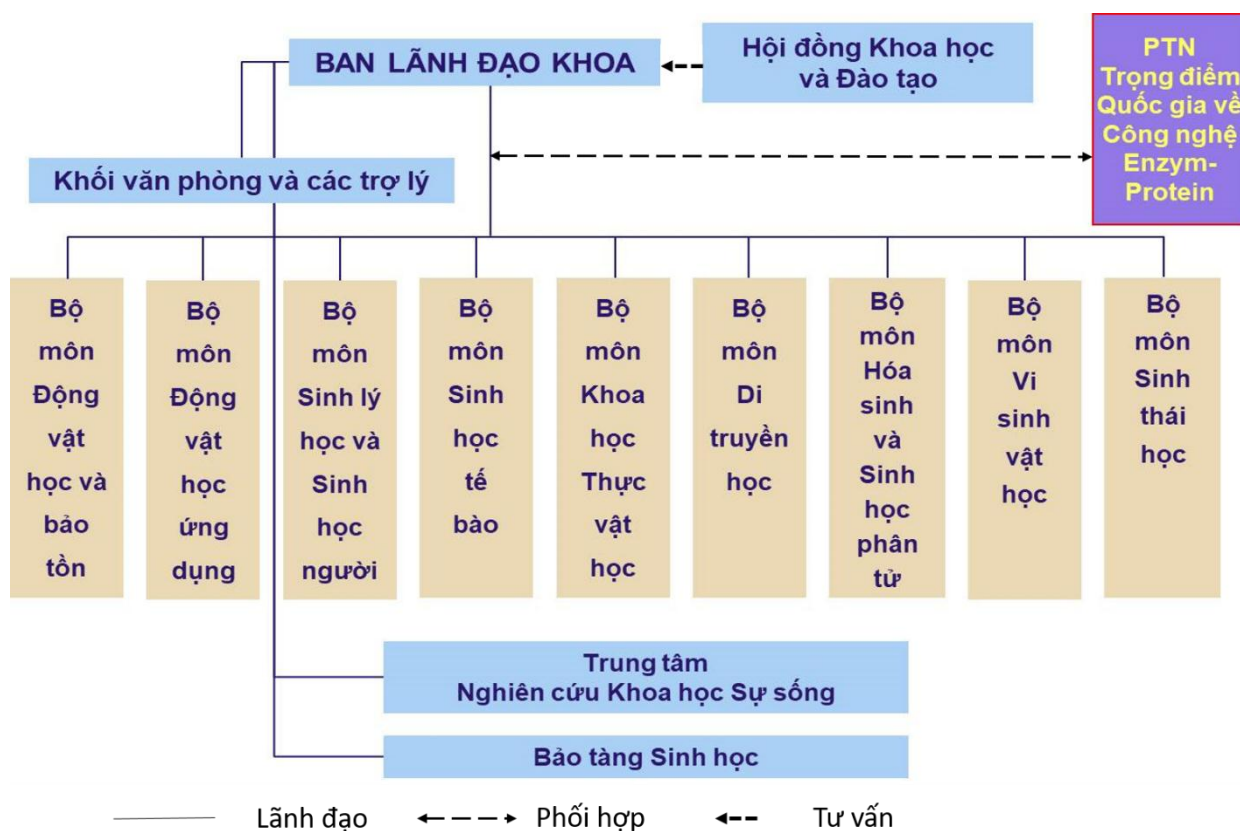 BAN LÃNH ĐẠO KHOA
Hội đồng Khoa học
và Đào tạo
PTN
Trọng điểm
Quốc gia về
Công nghệ
Enzym-
Protein
Khối văn phòng và các trợ lý
Bộ
môn
Động
vật
học và
bảo
tồn
Bộ
môn
Động
vật
học
ứng
dụng
Bộ
môn
Sinh lý
học và
Sinh
học
người
Bộ
môn
Sinh
học
tế
bào
Bộ
môn
Khoa
học
Thực
vật
học
Bộ
môn
Di
truyền
học
Bộ
môn
Hóa
sinh
và
Sinh
học
phân
tử
Bộ
môn
Vi
sinh
vật
học
Bộ
môn
Sinh
thái
học
Trung tâm
Nghiên cứu Khoa học Sự sống
Bảo tàng Sinh học
Lãnh đạo
Phối hợp
Tư vấn